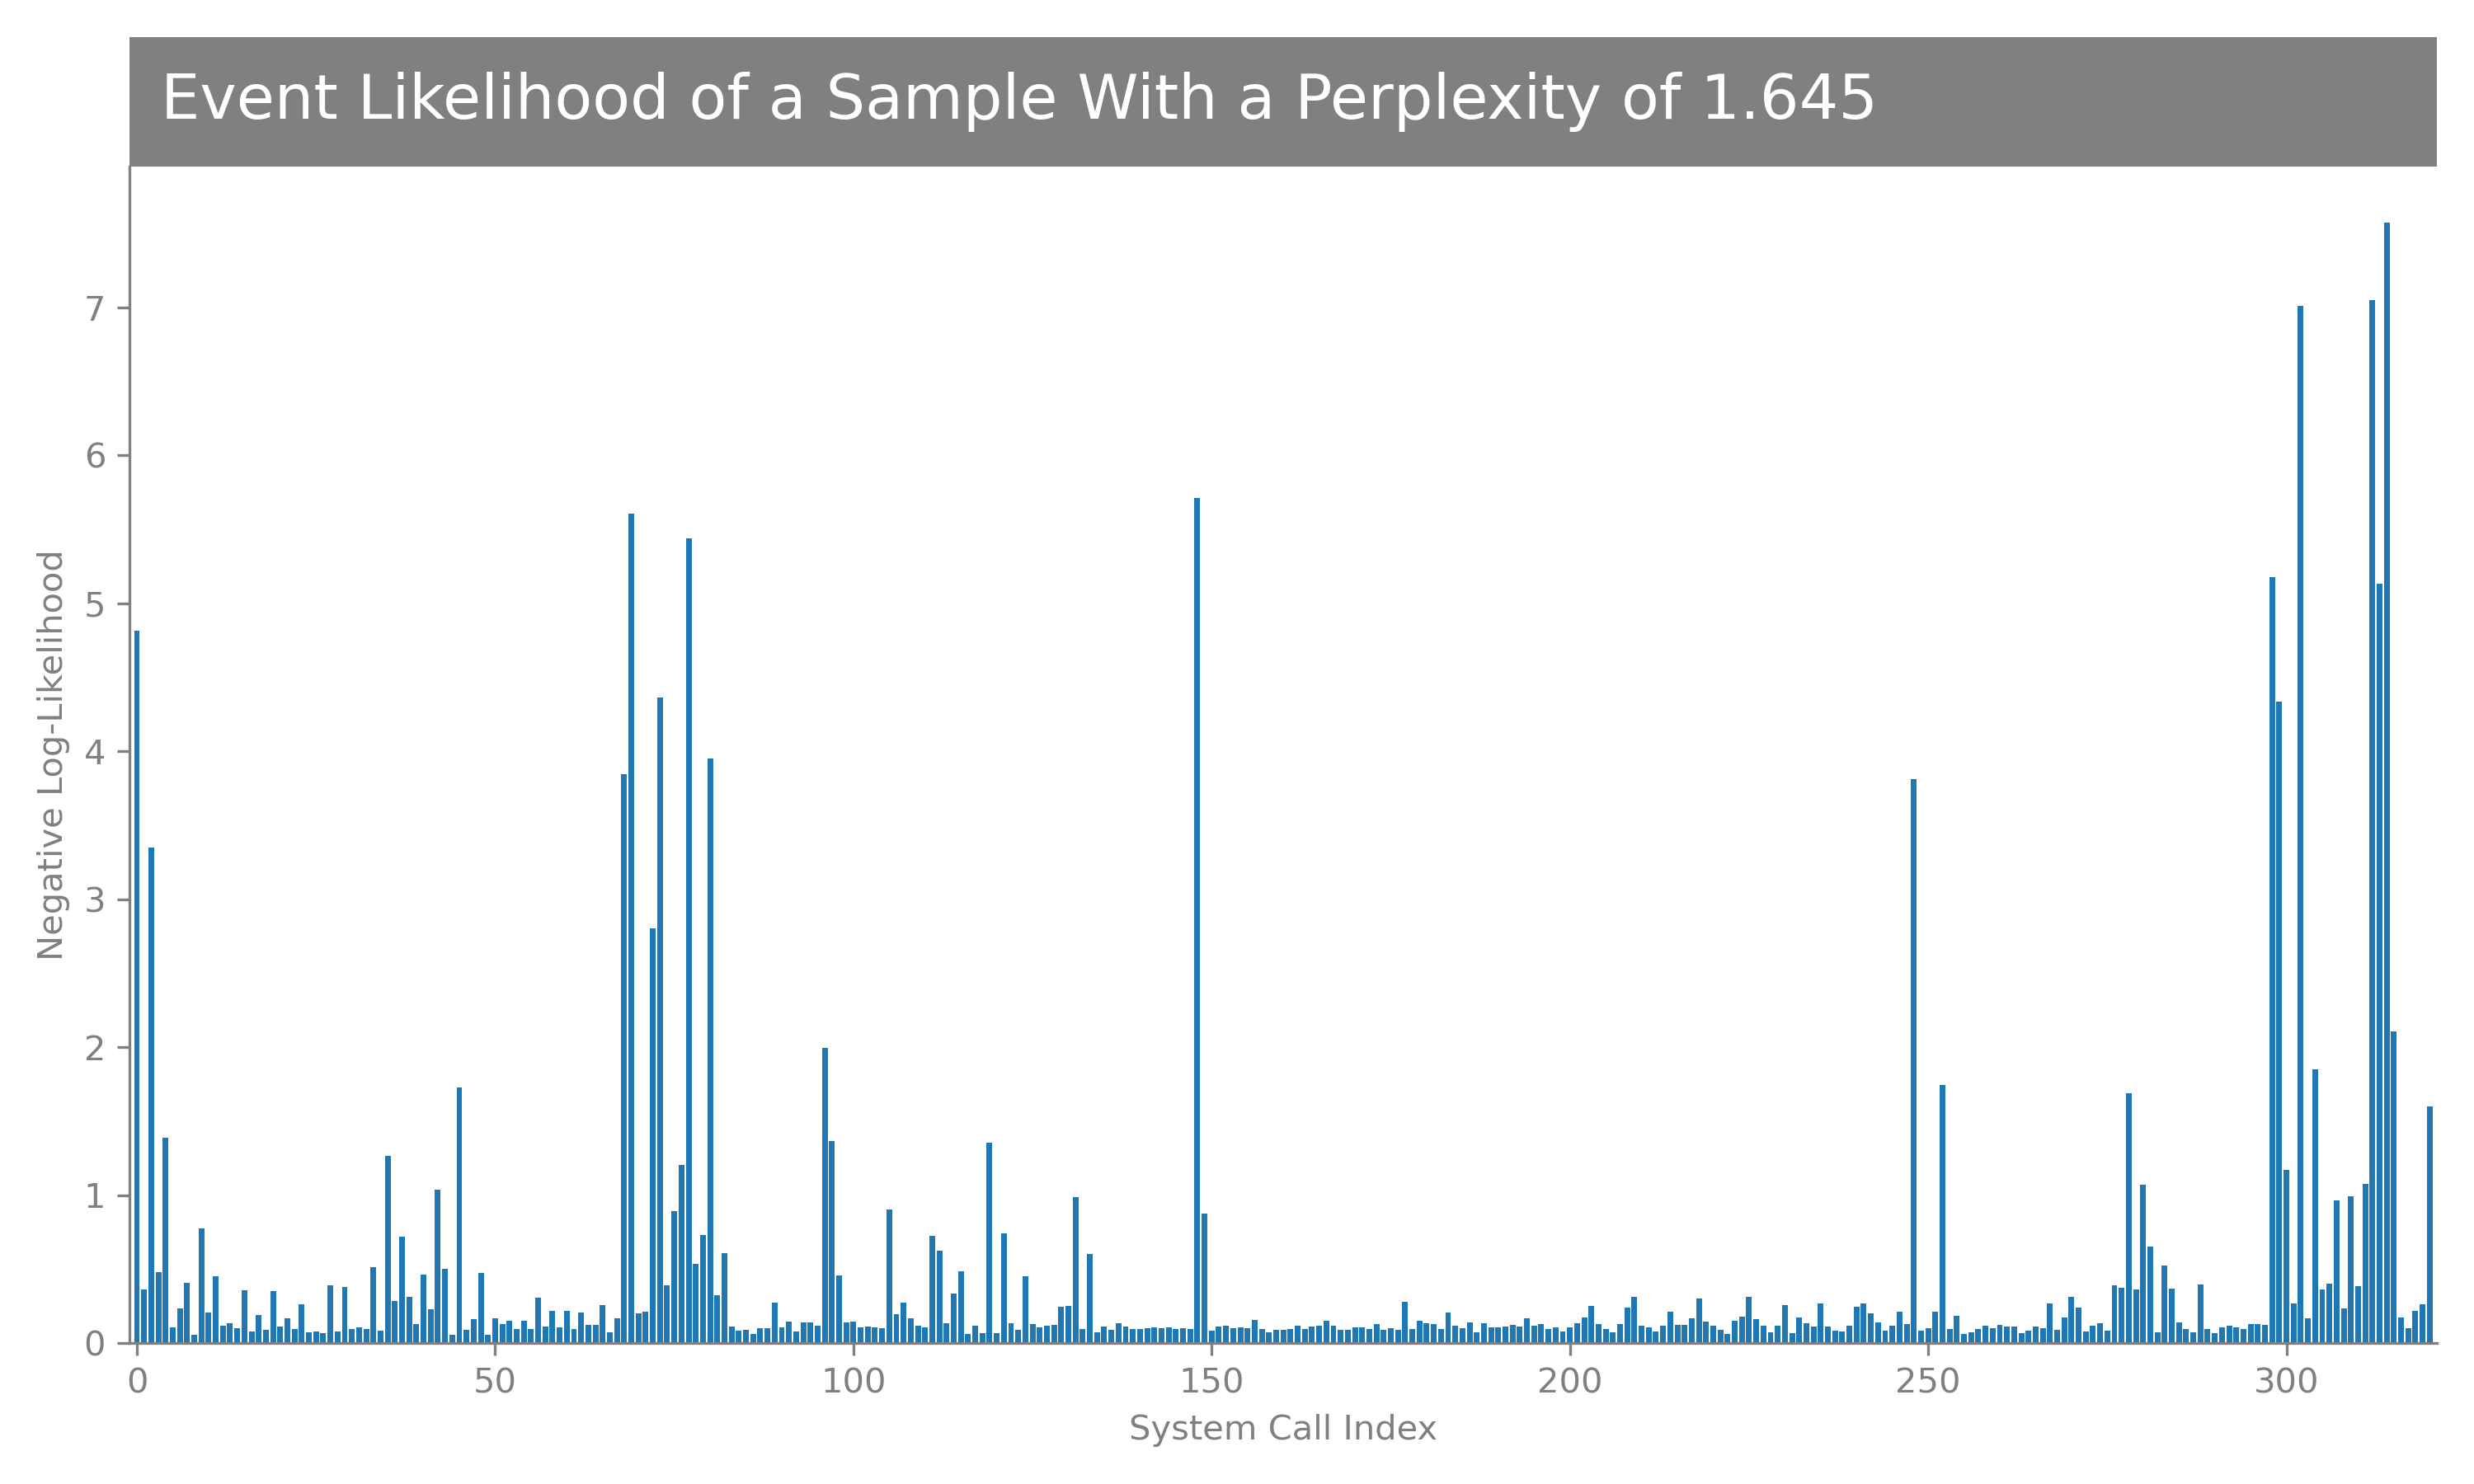 Event Likelihood of a Sample With a Perplexity of 1.645
Negative Log-Likelihood
7
6
5
4
3
2
1
0
0 50 100 150 200 250 300
System Call Index